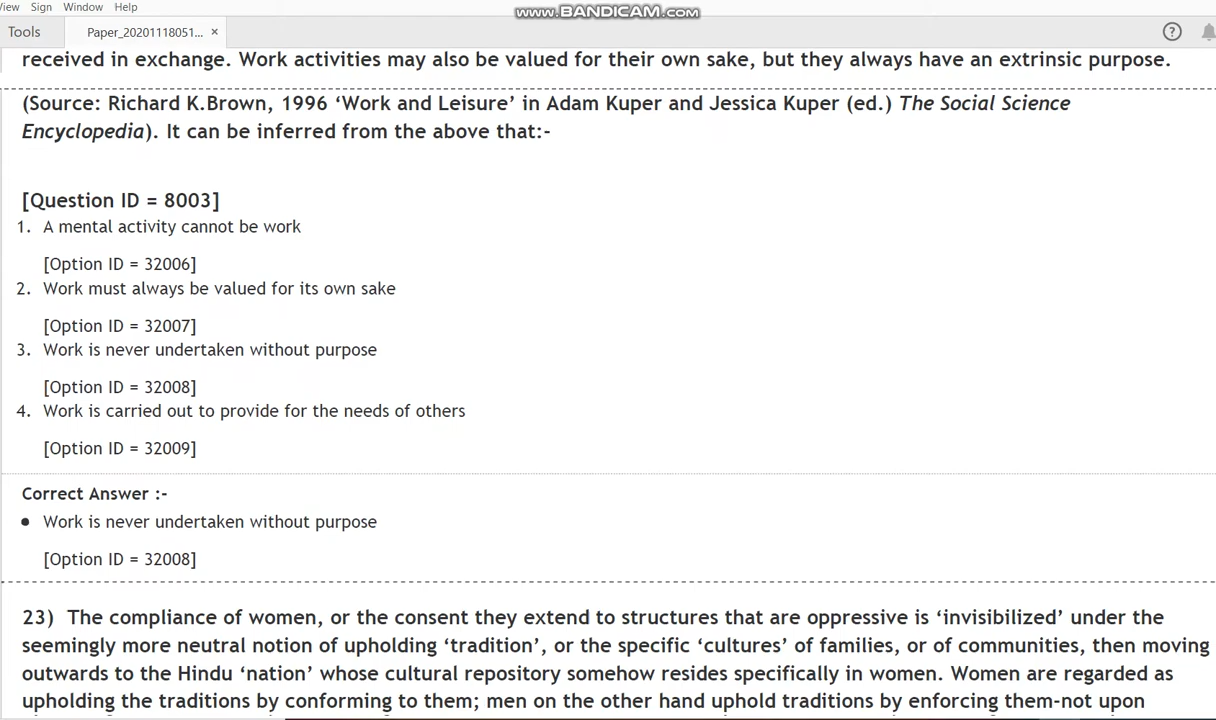 View Sign Window Help
www.BANDICAM.com
Tools Paper_20201118051... ×
received in exchange. Work activities may also be valued for their own sake, but they always have an extrinsic purpose.
(Source: Richard K.Brown, 1996 ‘Work and Leisure’ in Adam Kuper and Jessica Kuper (ed.) The Social Science
Encyclopedia). It can be inferred from the above that:-
[Question ID = 8003]
1. A mental activity cannot be work
[Option ID = 32006]
2. Work must always be valued for its own sake
[Option ID = 32007]
3. Work is never undertaken without purpose
[Option ID = 32008]
4. Work is carried out to provide for the needs of others
[Option ID = 32009]
Correct Answer :-
• Work is never undertaken without purpose
[Option ID = 32008]
23) The compliance of women, or the consent they extend to structures that are oppressive is ‘invisibilized’ under the
seemingly more neutral notion of upholding ‘tradition’, or the specific ‘cultures’ of families, or of communities, then moving
outwards to the Hindu ‘nation’ whose cultural repository somehow resides specifically in women. Women are regarded as
upholding the traditions by conforming to them; men on the other hand uphold traditions by enforcing them-not upon